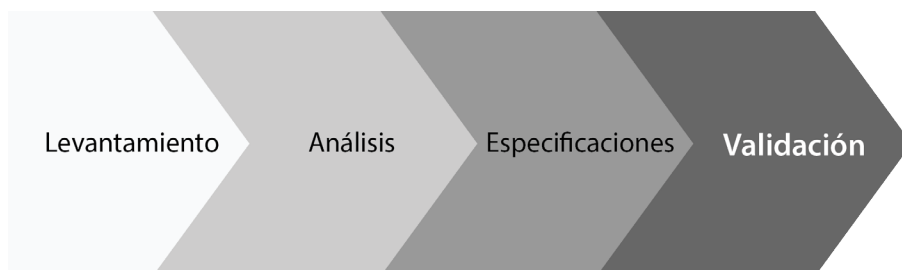 Levantamiento
Análisis
Especificaciones
Validación